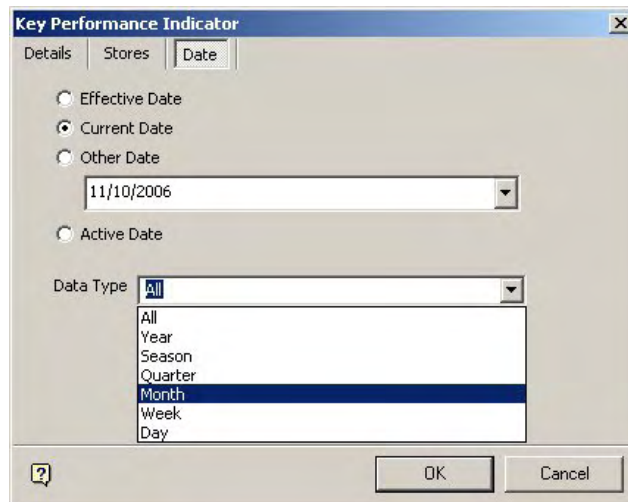 Key Performance Indicator
Details Stores Date
Effective Date
Current Date
Other Date
11/10/2006
Active Date
Data Type All
All
Year
Season
Quarter
Month
Week
Day
OK Cancel